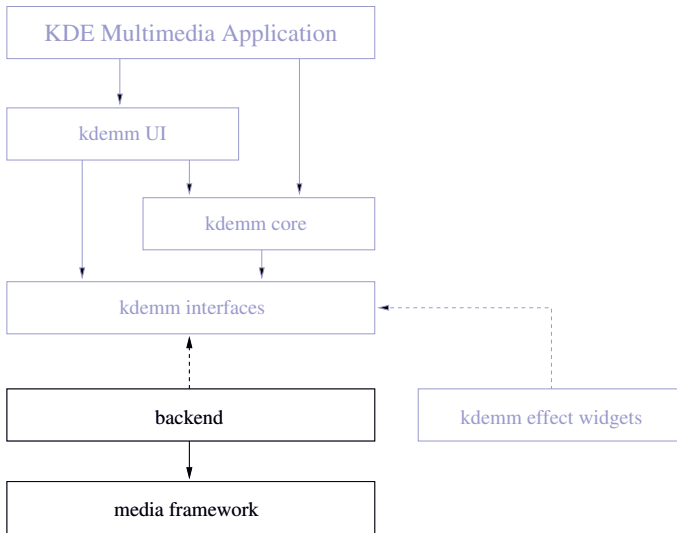 KDE Multimedia Application
kdemm UI
kdemm core
kdemm interfaces
backend
kdemm effect widgets
media framework